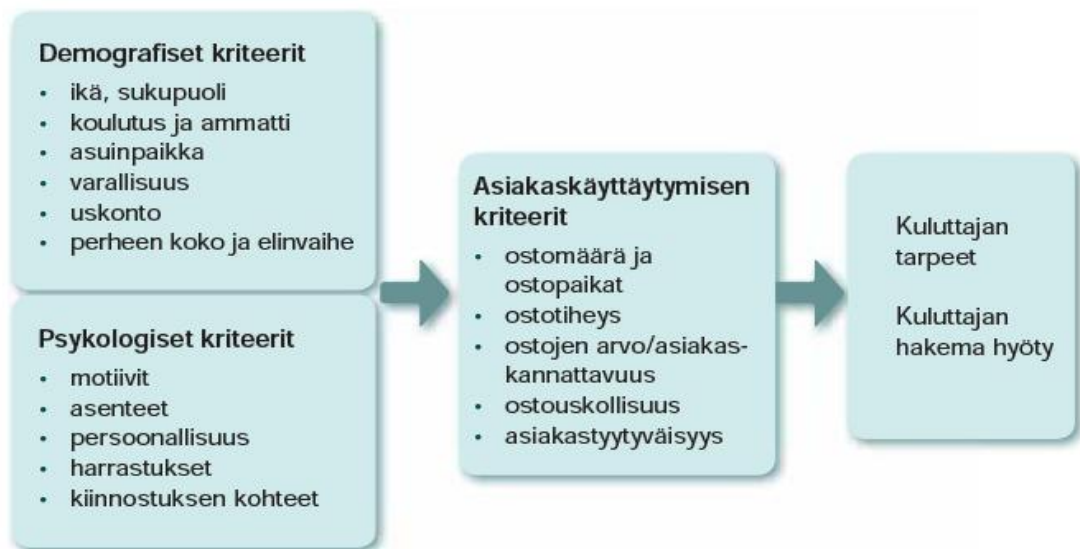 Demografiset kriteerit
• ikä, sukupuoli
• koulutus ja ammatti
• asuinpaikka
• varallisuus
• uskonto
• perheen koko ja elinvaihe
Psykologiset kriteerit
• motiivit
• asenteet
• persoonallisuus
• harrastukset
• kiinnostuksen kohteet
Asiakaskäyttäytymisen
kriteerit
• ostomäärä ja
ostopaikat
• ostotiheys
• ostojen arvo/asiakas-
kannattavuus
• ostouskollisuus
• asiakastyytyväisyys
Kuluttajan
tarpeet
Kuluttajan
hakema hyöty